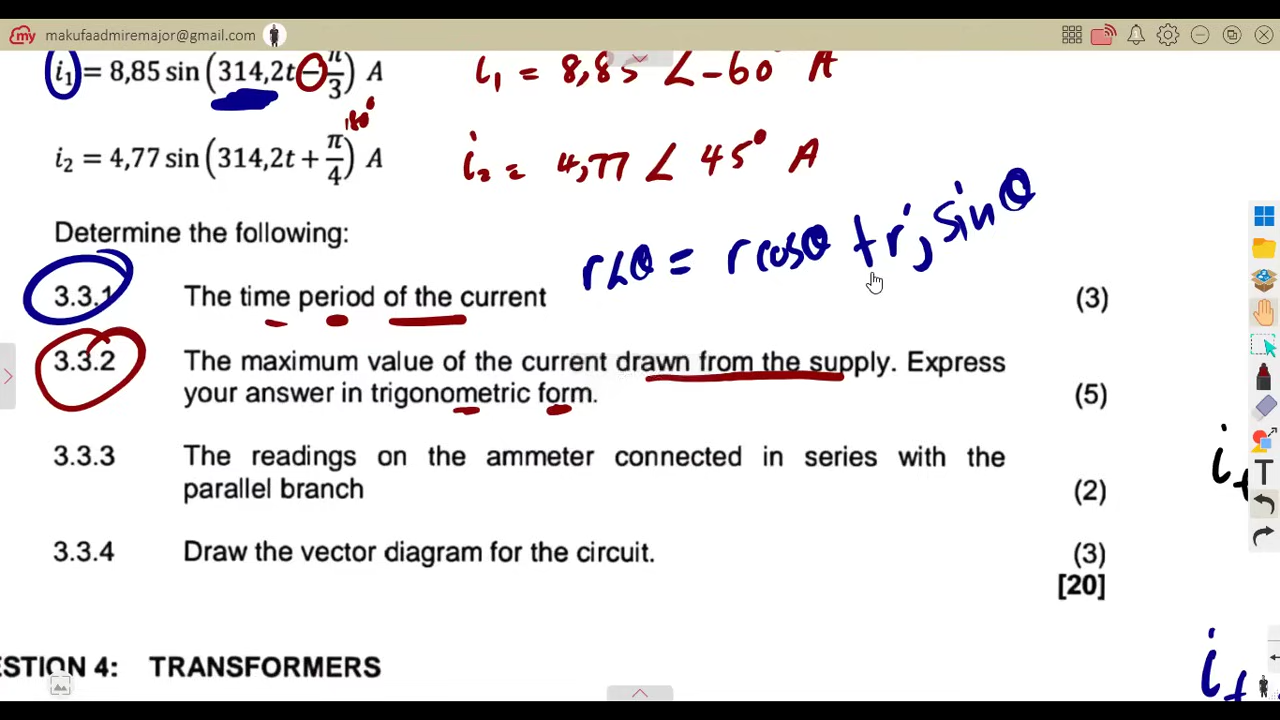 my makufaadmiremajor@gmail.com
i₁ = 8,85 sin (314,2t − π/3) A
i₁ = 8,85 ∠-60° A
180°
i₂ = 4,77 sin (314,2t + π/4) A
i₂ = 4,77 ∠ 45° A
Determine the following:
r∠θ = r cosθ + r j sinθ
3.3.1 The time period of the current (3)
3.3.2 The maximum value of the current drawn from the supply. Express
your answer in trigonometric form. (5)
3.3.3 The readings on the ammeter connected in series with the
parallel branch (2)
i t
3.3.4 Draw the vector diagram for the circuit. (3)
[20]
ESTION 4: TRANSFORMERS
i t
T